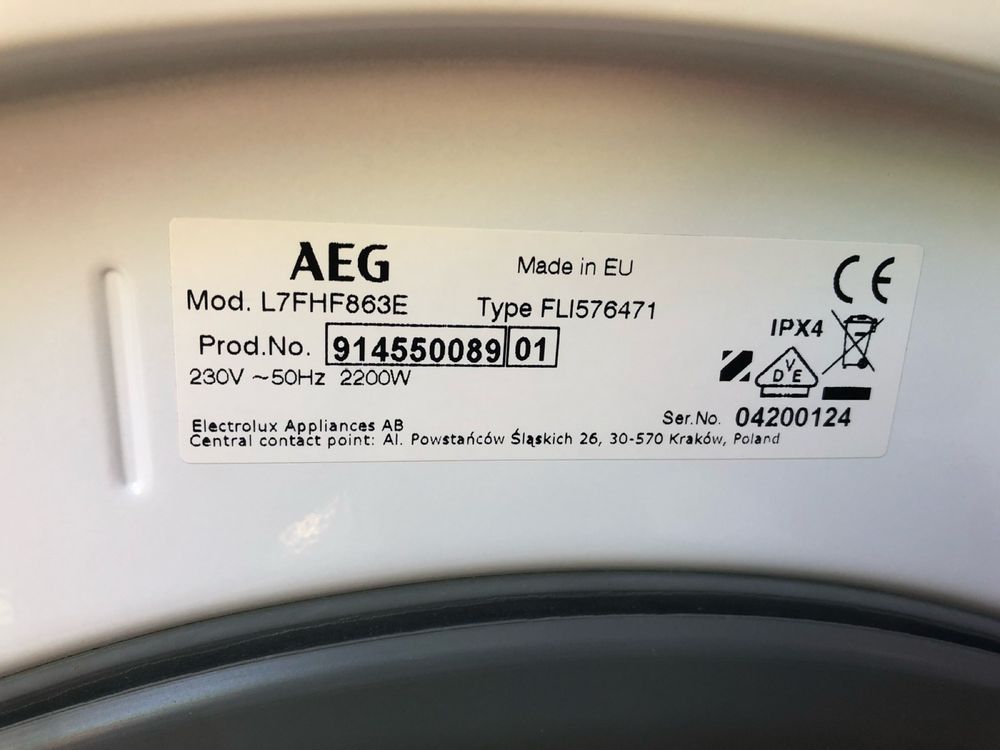 AEG
Made in EU
Mod. L7FHF863E
Type FLI576471
Prod.No. 914550089 01
230V ~50Hz 2200W
CE
IPX4
VDE
Ser.No. 04200124
Electrolux Appliances AB
Central contact point: Al. Powstańców Śląskich 26, 30-570 Kraków, Poland